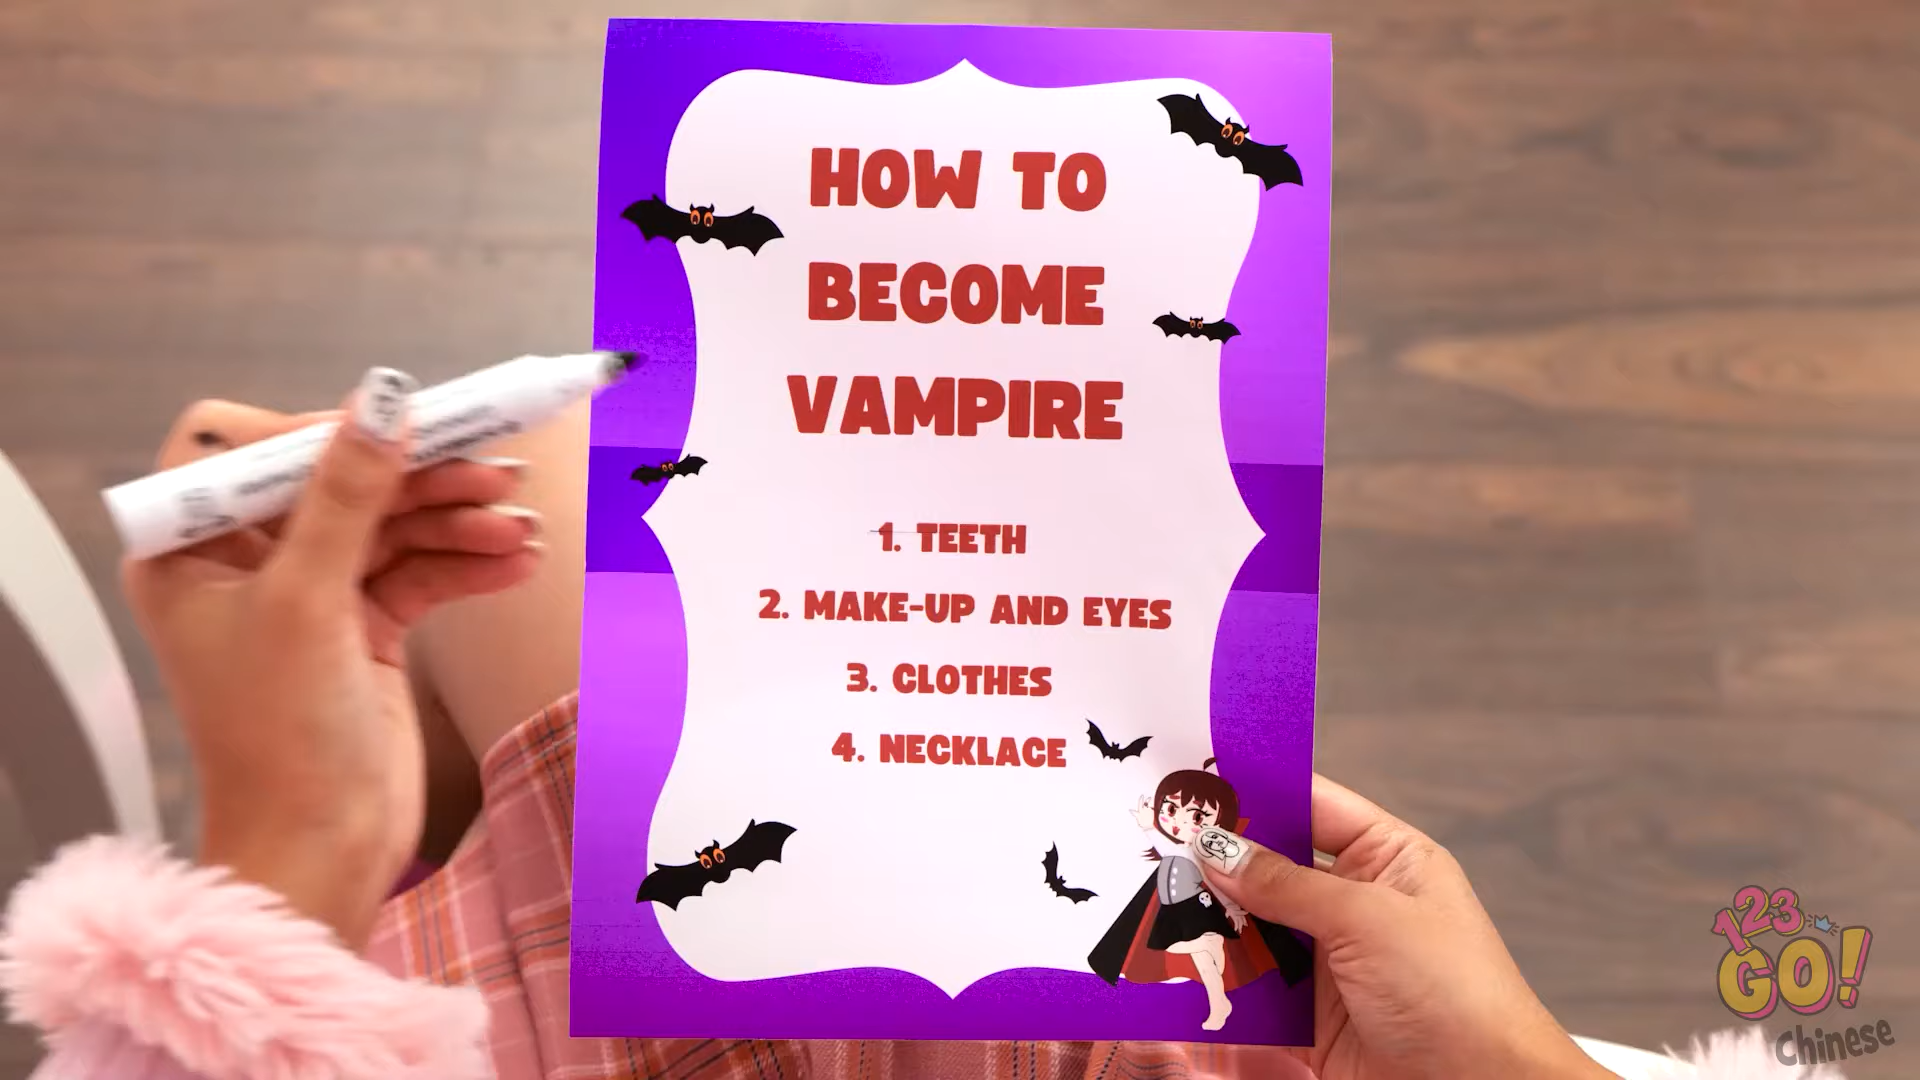 HOW TO
BECOME
VAMPIRE
1. TEETH
2. MAKE-UP AND EYES
3. CLOTHES
4. NECKLACE
123
GO!
Chinese